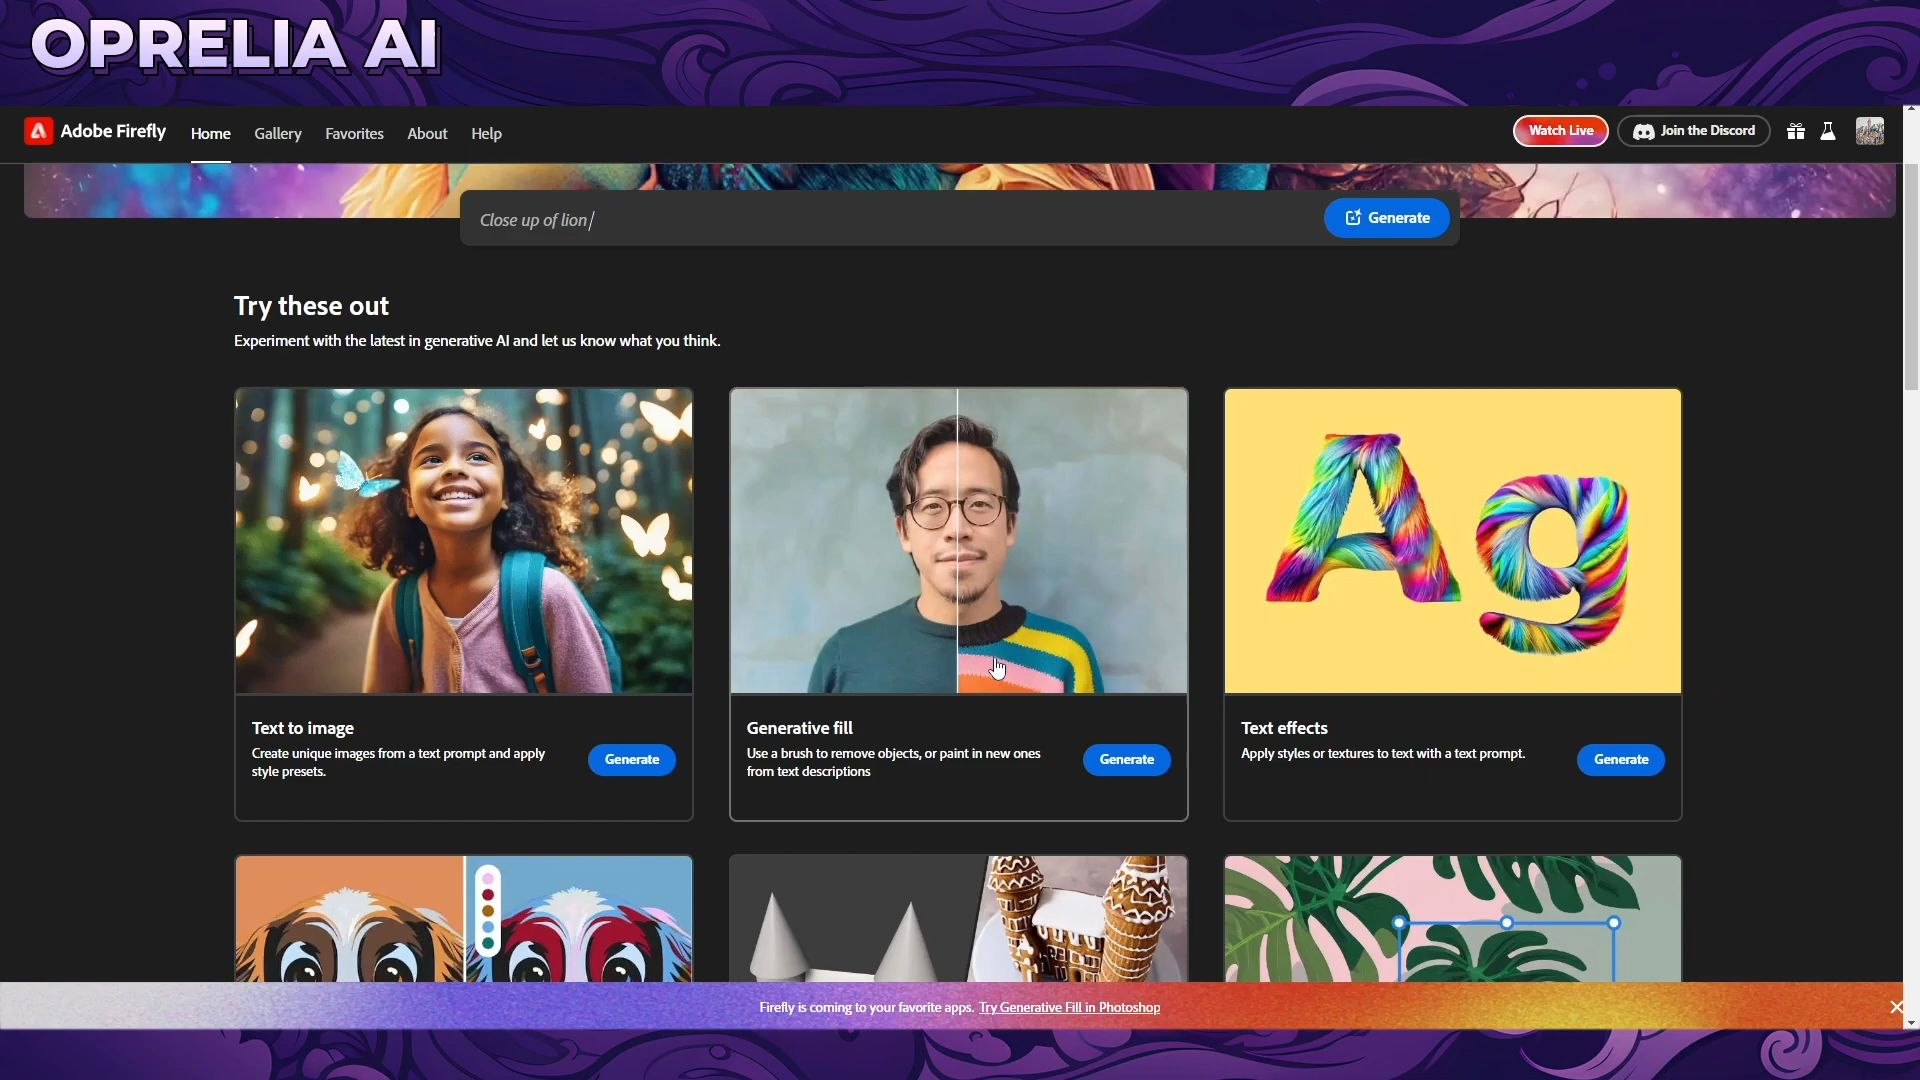 OPRELIA AI
Adobe Firefly
Home
Gallery
Favorites
About
Help
Watch Live
Join the Discord
Close up of lion
Generate
Try these out
Experiment with the latest in generative AI and let us know what you think.
Ag
Text to image
Create unique images from a text prompt and apply
style presets.
Generate
Generative fill
Use a brush to remove objects, or paint in new ones
from text descriptions
Generate
Text effects
Apply styles or textures to text with a text prompt.
Generate
Firefly is coming to your favorite apps. Try Generative Fill in Photoshop